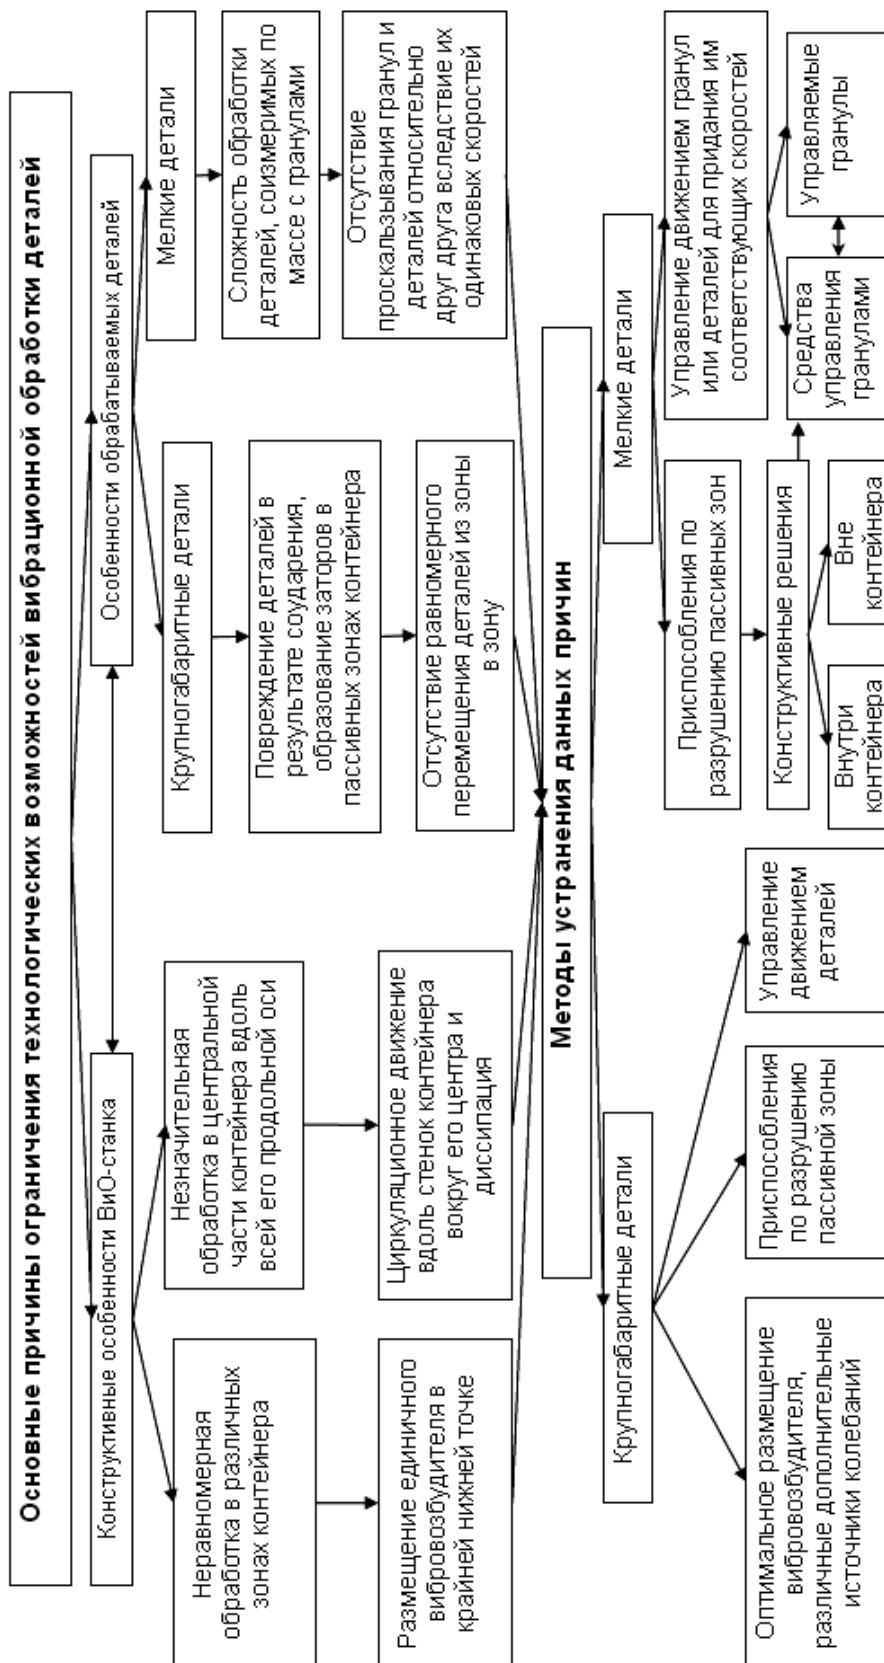 Основные причины ограничения технологических возможностей вибрационной обработки деталей
Конструктивные особенности ВиО-станка
Особенности обрабатываемых деталей
Неравномерная
обработка в различных
зонах контейнера
Незначительная
обработка в центральной
части контейнера вдоль
всей его продольной оси
Крупногабаритные детали
Мелкие детали
Повреждение деталей в
результате соударения,
образование заторов в
пассивных зонах контейнера
Сложность обработки
деталей, соизмеримых по
массе с гранулами
Размещение единичного
вибровозбудителя в
крайней нижней точке
Циркуляционное движение
вдоль стенок контейнера
вокруг его центра и
диссипация
Отсутствие равномерного
перемещения деталей из зоны
в зону
Отсутствие
проскальзывания гранул и
деталей относительно
друг друга вследствие их
одинаковых скоростей
Методы устранения данных причин
Крупногабаритные детали
Мелкие детали
Оптимальное размещение
вибровозбудителя,
различные дополнительные
источники колебаний
Приспособления
по разрушению
пассивной зоны
Управление
движением
деталей
Приспособления по
разрушению пассивных зон
Управление движением гранул
или деталей для придания им
соответствующих скоростей
Конструктивные решения
Средства
управления
гранулами
Управляемые
гранулы
Внутри
контейнера
Вне
контейнера